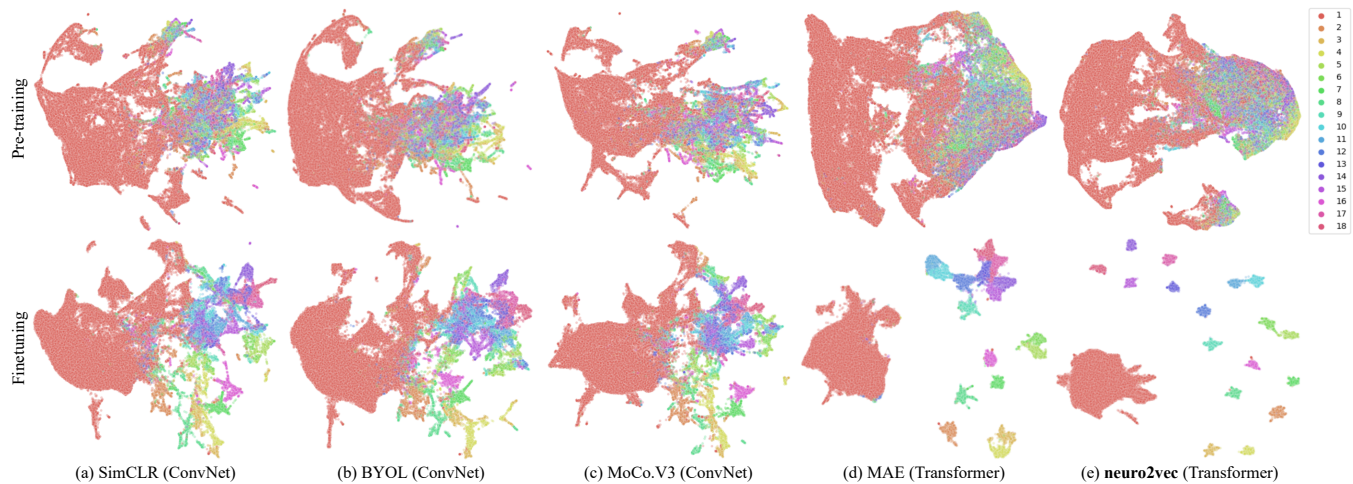 1
2
3
4
5
6
7
8
9
10
11
12
13
14
15
16
17
18
Pre-training
Finetuning
(a) SimCLR (ConvNet)
(b) BYOL (ConvNet)
(c) MoCo.V3 (ConvNet)
(d) MAE (Transformer)
(e) neuro2vec (Transformer)